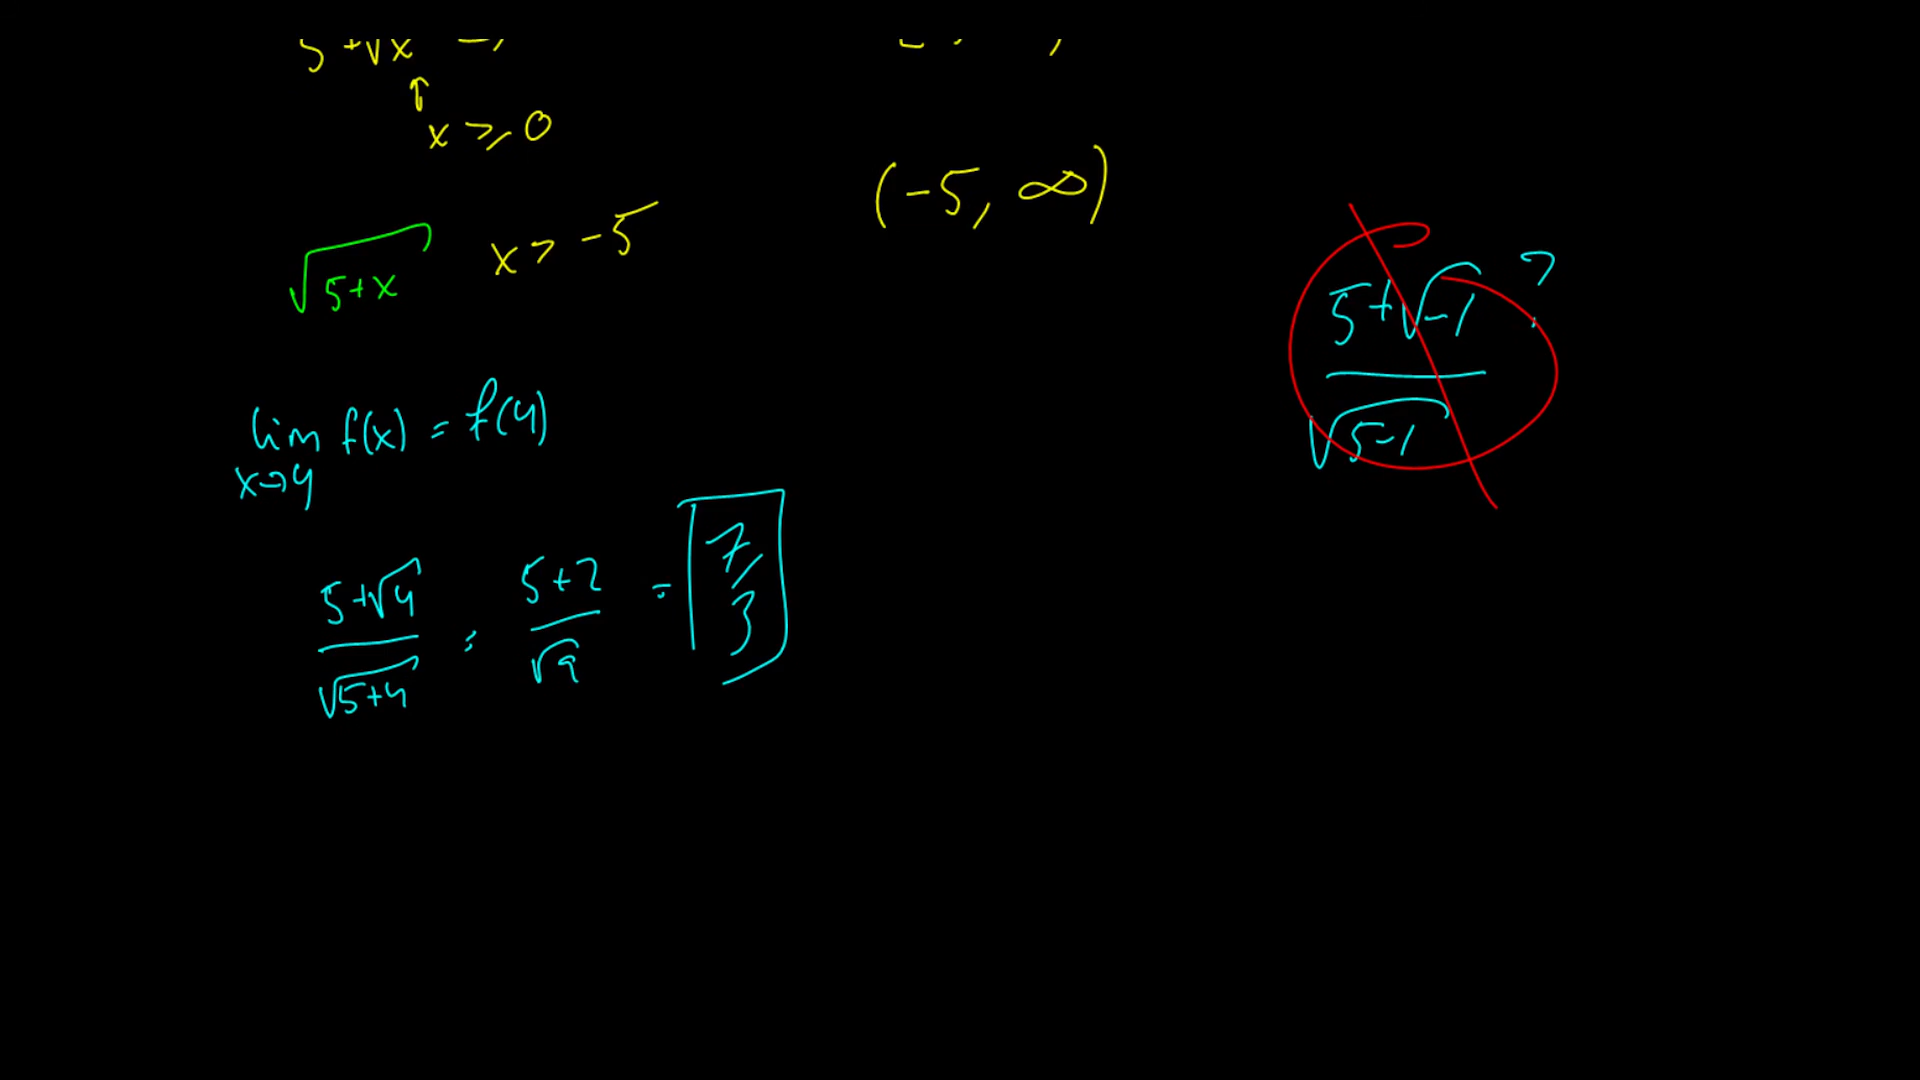 5+√x
x ≥ 0
(-5, ∞)
√(5+x) x > -5
(5+√-1)/√(5-1) ?
lim x→4 f(x) = f(4)
(5+√4)/√(5+4) = (5+2)/√9 = 7/3